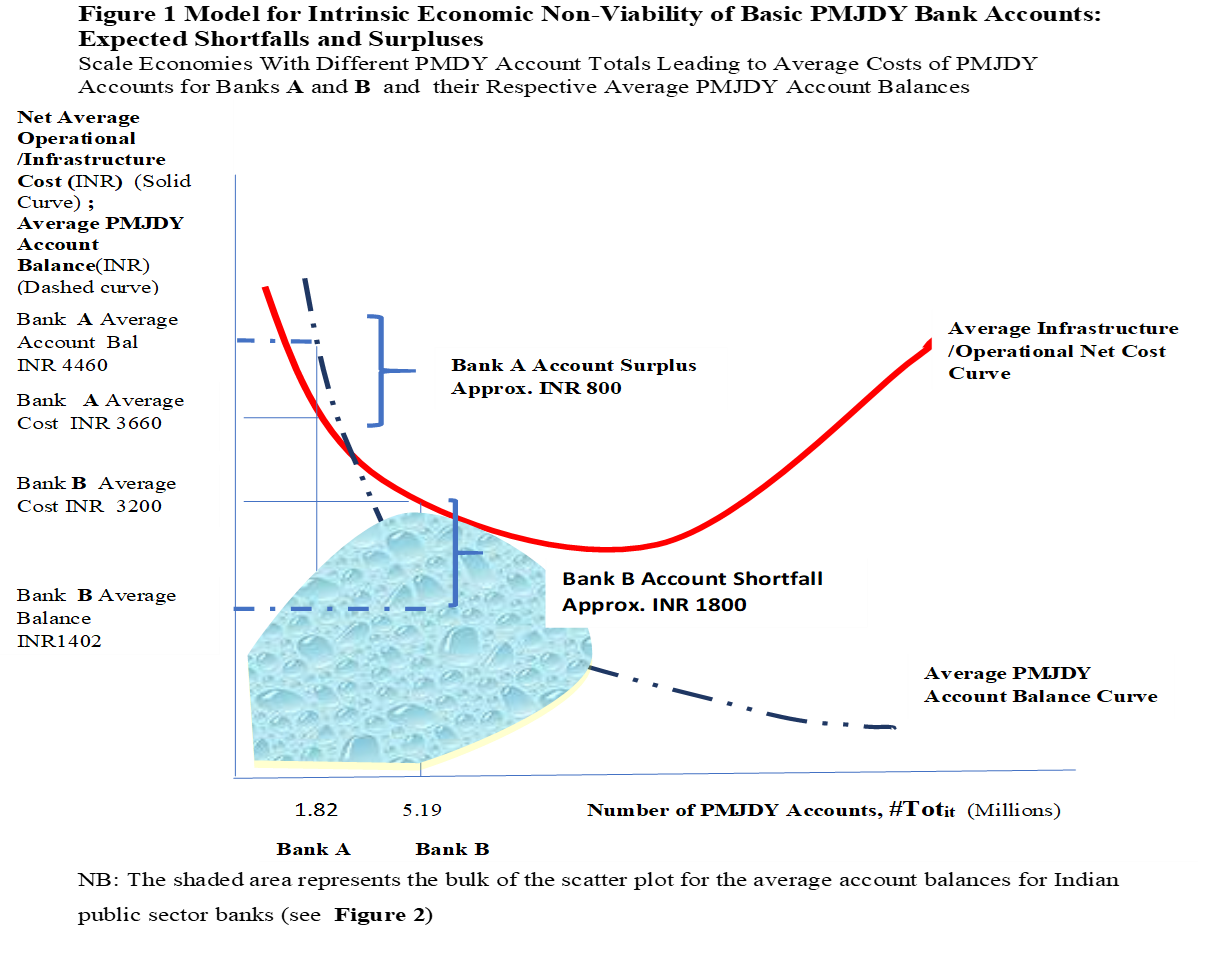 Figure 1 Model for Intrinsic Economic Non-Viability of Basic PMJDY Bank Accounts:
Expected Shortfalls and Surpluses
Scale Economies With Different PMDY Account Totals Leading to Average Costs of PMJDY
Accounts for Banks A and B and their Respective Average PMJDY Account Balances
Net Average
Operational
/Infrastructure
Cost (INR) (Solid
Curve) ;
Average PMJDY
Account
Balance(INR)
(Dashed curve)
Bank A Average
Account Bal
INR 4460
Bank A Average
Cost INR 3660
Bank B Average
Cost INR 3200
Bank B Average
Balance
INR1402
Bank A Account Surplus
Approx. INR 800
Average Infrastructure
/Operational Net Cost
Curve
Bank B Account Shortfall
Approx. INR 1800
Average PMJDY
Account Balance Curve
1.82
5.19
Number of PMJDY Accounts, #Totit (Millions)
Bank A
Bank B
NB: The shaded area represents the bulk of the scatter plot for the average account balances for Indian
public sector banks (see Figure 2)